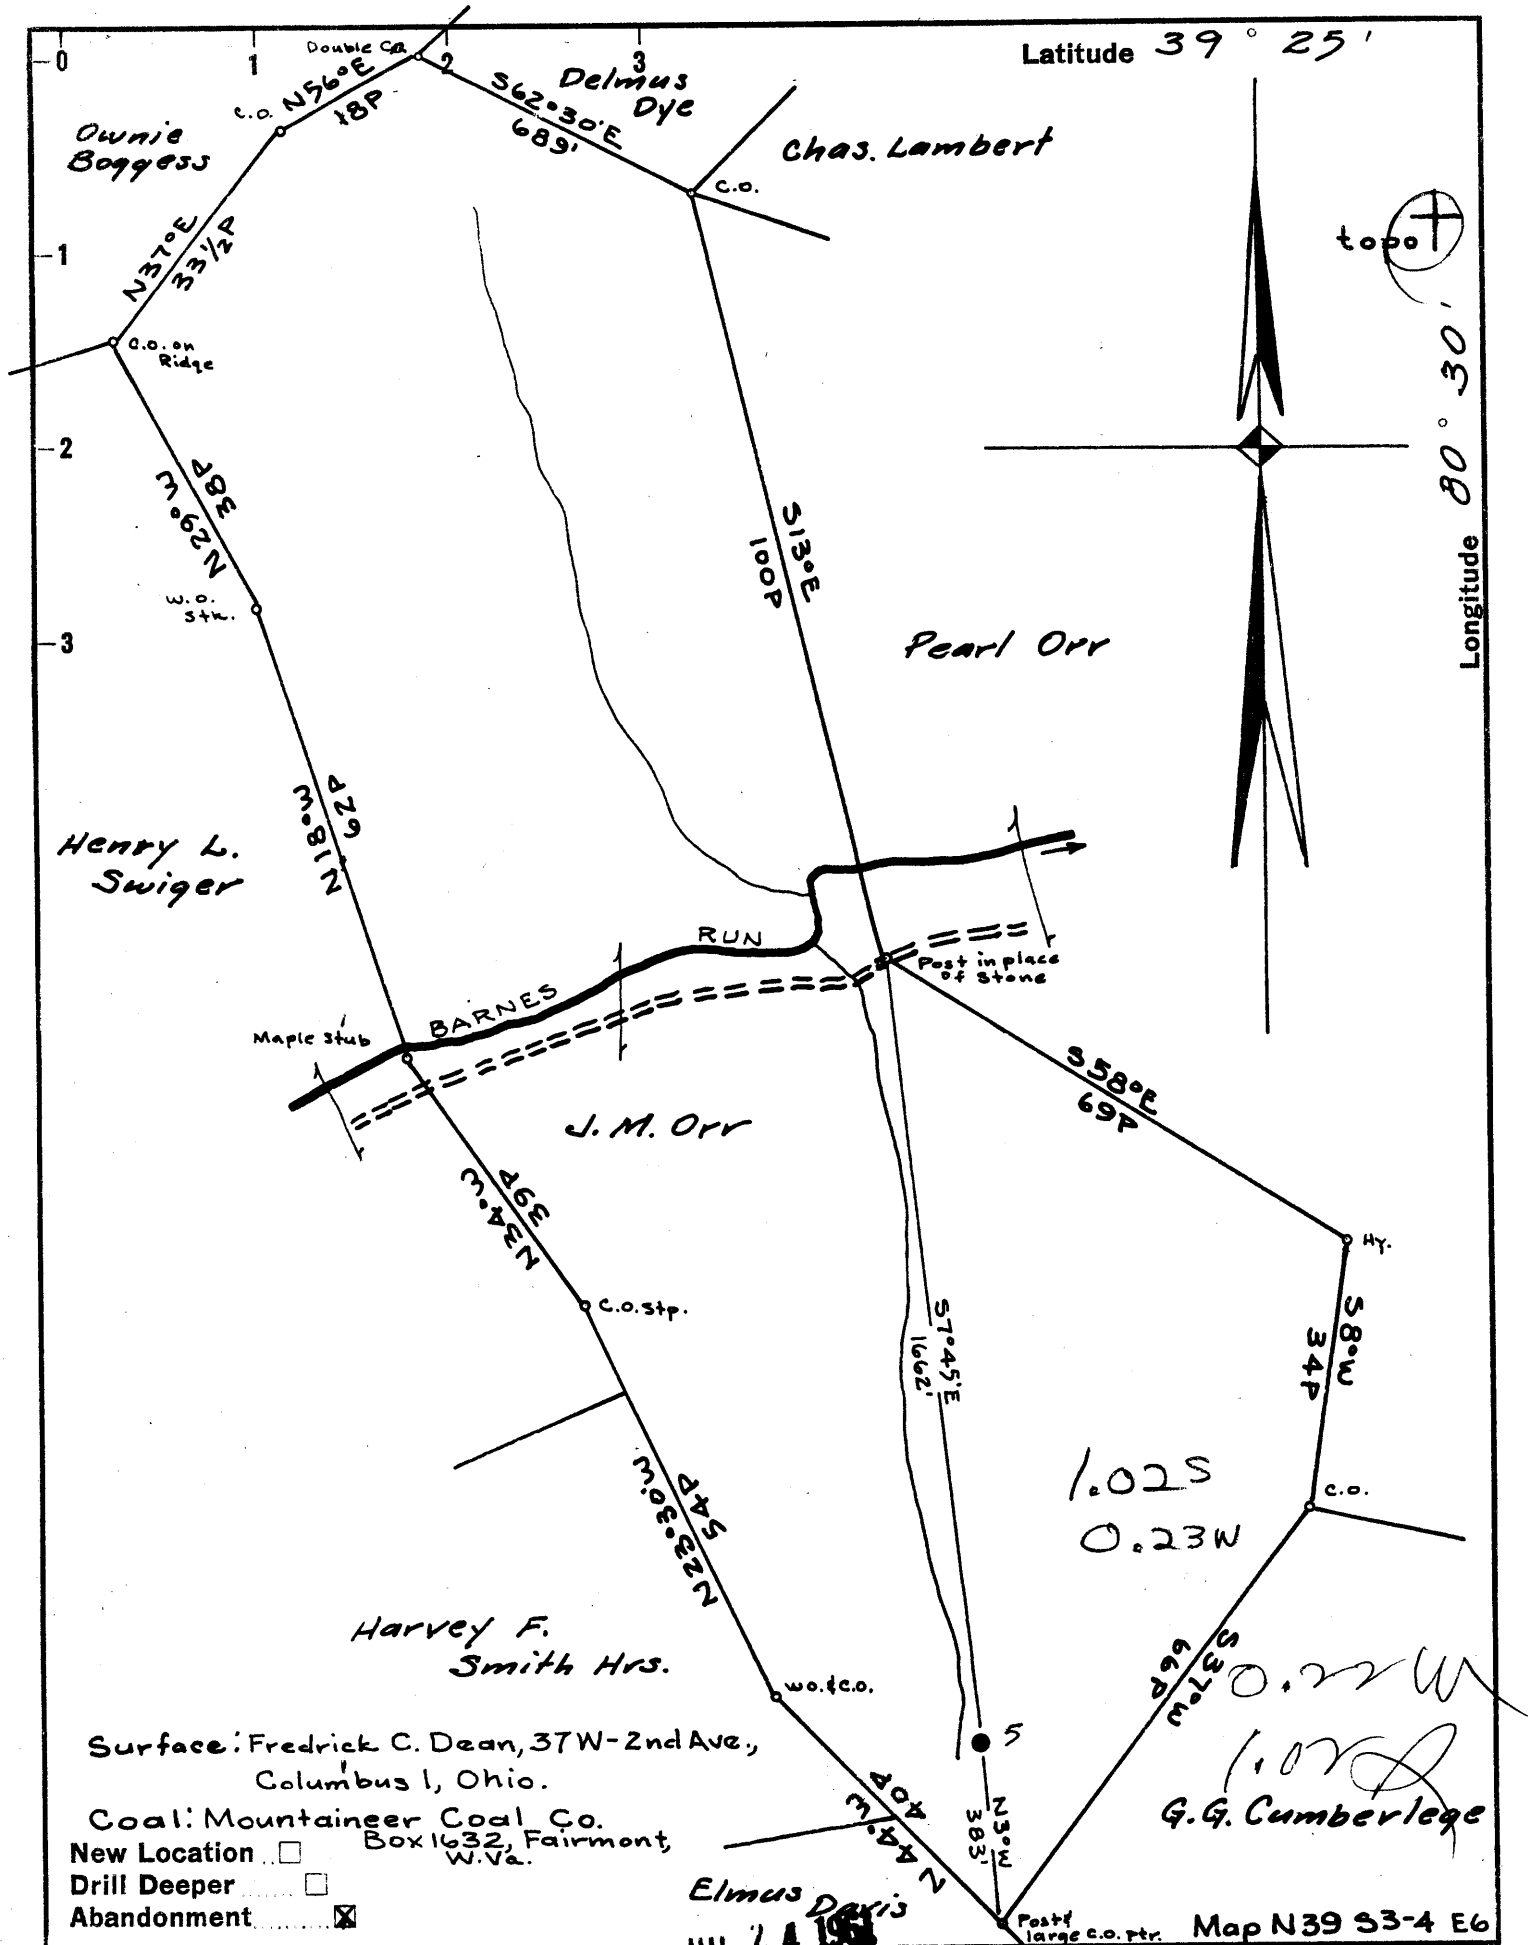 Latitude 39° 25'
0
1
2
3
Double C.O.
N56°E
18P
C.O.
S62°30'E
689'
Delmus
Dye
Ownie
Boggess
Chas. Lambert
C.O.
topo
-1
N37°E
33½P
C.O. on
Ridge
Longitude 80° 30'
-2
38P
N29°W
W.O.
Stk.
S13°E
100P
-3
Pearl Orr
62P
N18°W
Henry L.
Swiger
BARNES RUN
Post in place
of Stone
Maple Stub
J. M. Orr
S58°E
69P
39P
N34°W
Hy.
C.O. Stp.
S7°45'E
1662'
S8°W
34P
1.02S
0.23W
C.O.
54P
N23°30'W
Harvey F.
Smith Hrs.
W.O. & C.O.
S37°W
66P
5
Surface: Fredrick C. Dean, 37W-2nd Ave.,
Columbus 1, Ohio.
Coal: Mountaineer Coal Co.
Box 1632, Fairmont,
W.Va.
40P
N44°W
N3°W
383'
G.G. Cumberlege
New Location
Drill Deeper
Abandonment
Elmus Davis
Post &
large C.O. Ptr.
Map N39 S3-4 E6